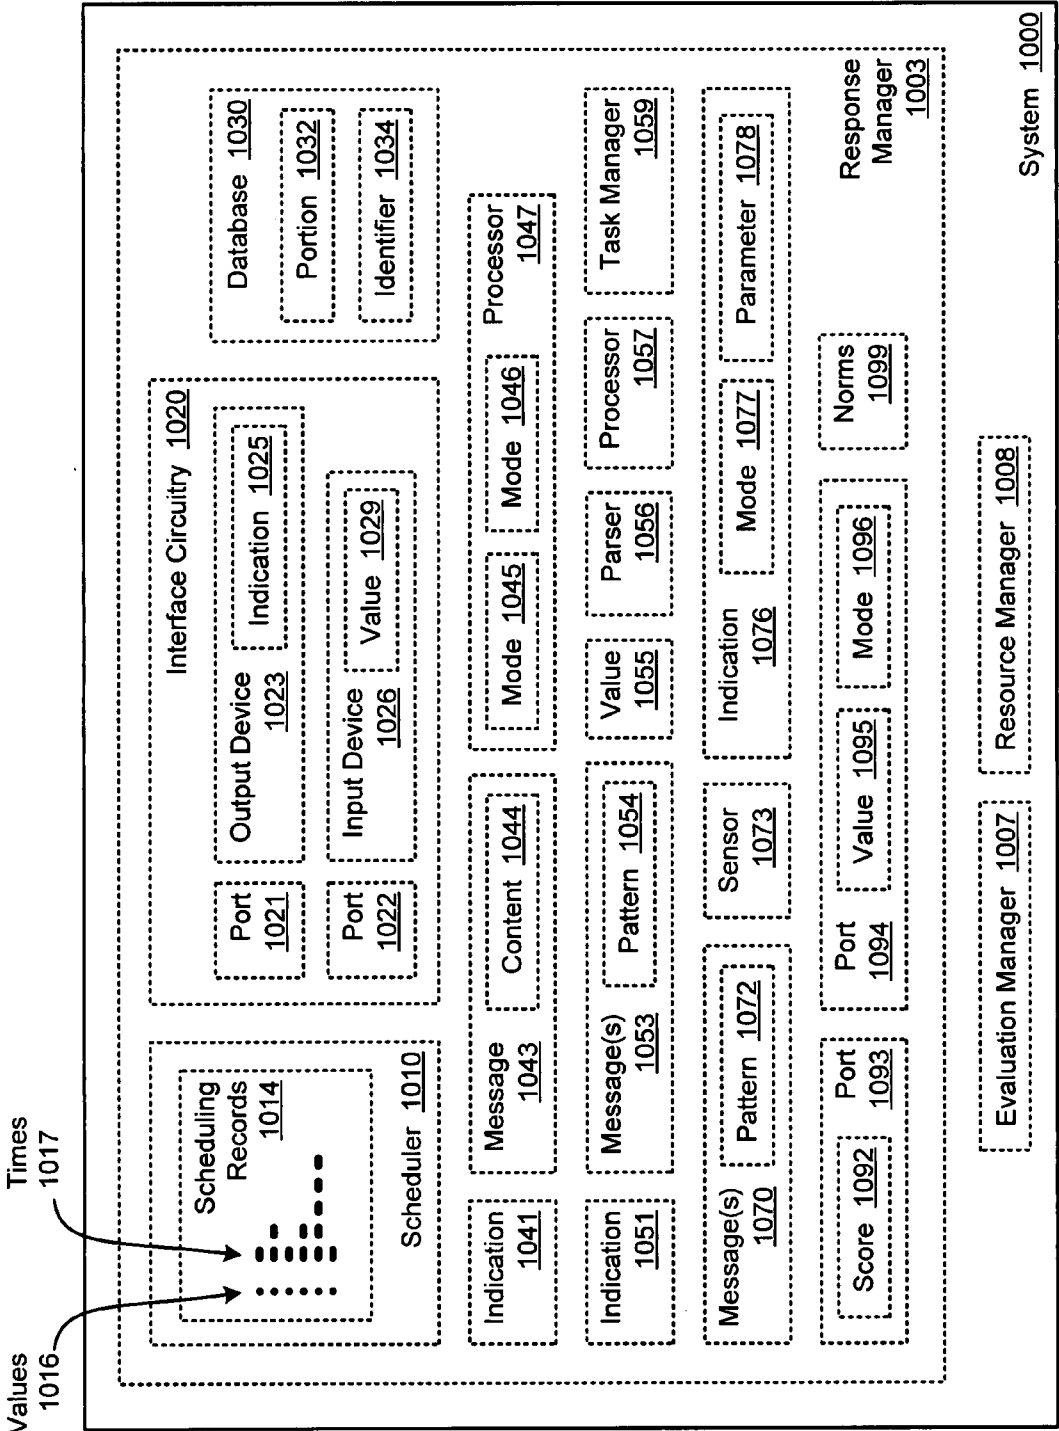 Values
1016
Times
1017
Scheduling
Records
1014
Scheduler 1010
Interface Circuitry 1020
Port
1021
Output Device
1023
Indication 1025
Port
1022
Input Device
1026
Value 1029
Database 1030
Portion 1032
Identifier 1034
Indication
1041
Message
1043
Content 1044
Mode 1045
Mode 1046
Processor
1047
Indication
1051
Message(s)
1053
Pattern 1054
Value
1055
Parser
1056
Processor
1057
Task Manager
1059
Message(s)
1070
Pattern 1072
Sensor
1073
Indication
1076
Mode 1077
Parameter 1078
Score 1092
Port
1093
Port
1094
Value 1095
Mode 1096
Norms
1099
Response
Manager
1003
Evaluation Manager 1007
Resource Manager 1008
System 1000